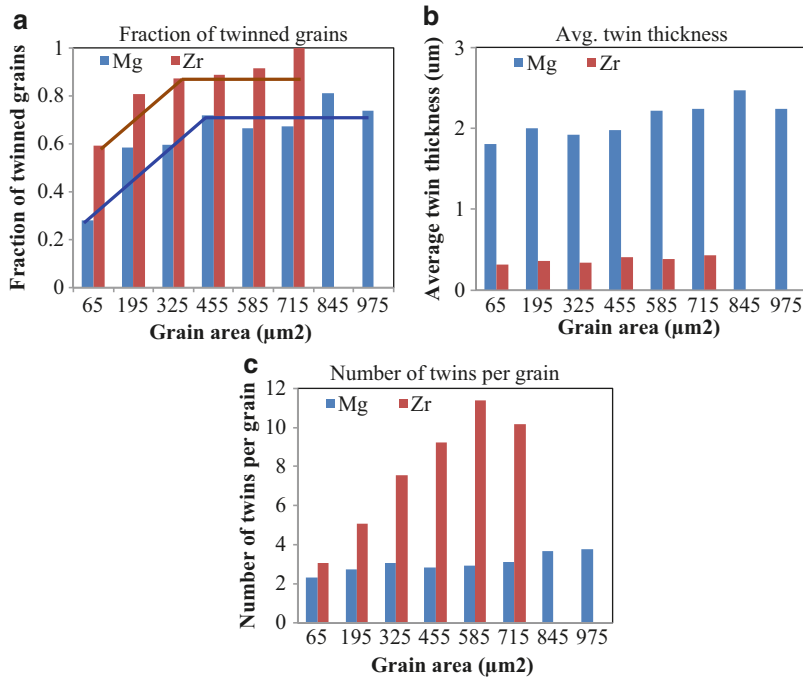 a
Fraction of twinned grains
Mg Zr
Fraction of twinned grains
1
0.8
0.6
0.4
0.2
0
65 195 325 455 585 715 845 975
Grain area (µm2)
b
Avg. twin thickness
Mg Zr
Average twin thickness (um)
3
2
1
0
65 195 325 455 585 715 845 975
Grain area (µm2)
c
Number of twins per grain
Mg Zr
Number of twins per grain
12
10
8
6
4
2
0
65 195 325 455 585 715 845 975
Grain area (µm2)